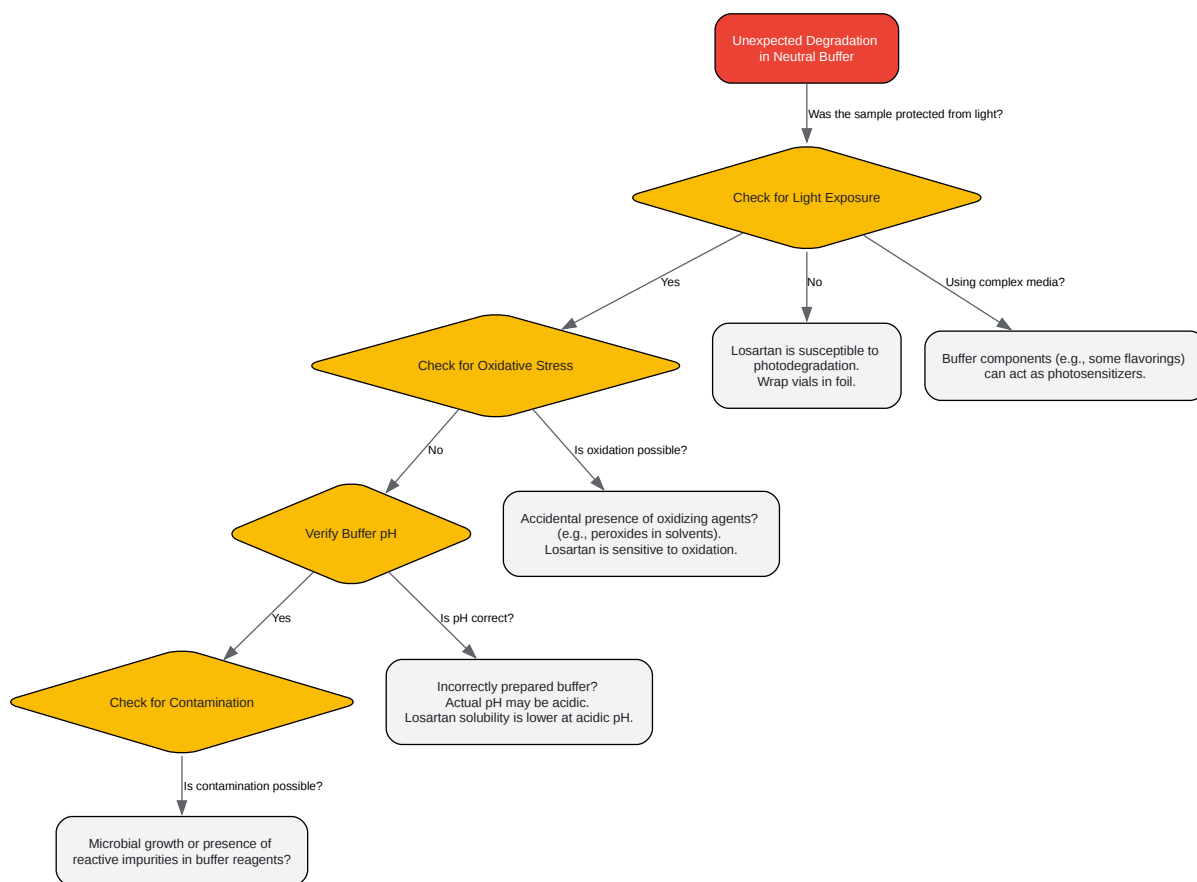 Unexpected Degradation
in Neutral Buffer
Was the sample protected from light?
Check for Light Exposure
Yes
No
Using complex media?
Check for Oxidative Stress
Losartan is susceptible to
photodegradation.
Wrap vials in foil.
Buffer components (e.g., some flavorings)
can act as photosensitizers.
No
Is oxidation possible?
Verify Buffer pH
Accidental presence of oxidizing agents?
(e.g., peroxides in solvents).
Losartan is sensitive to oxidation.
Yes
Is pH correct?
Check for Contamination
Incorrectly prepared buffer?
Actual pH may be acidic.
Losartan solubility is lower at acidic pH.
Is contamination possible?
Microbial growth or presence of
reactive impurities in buffer reagents?